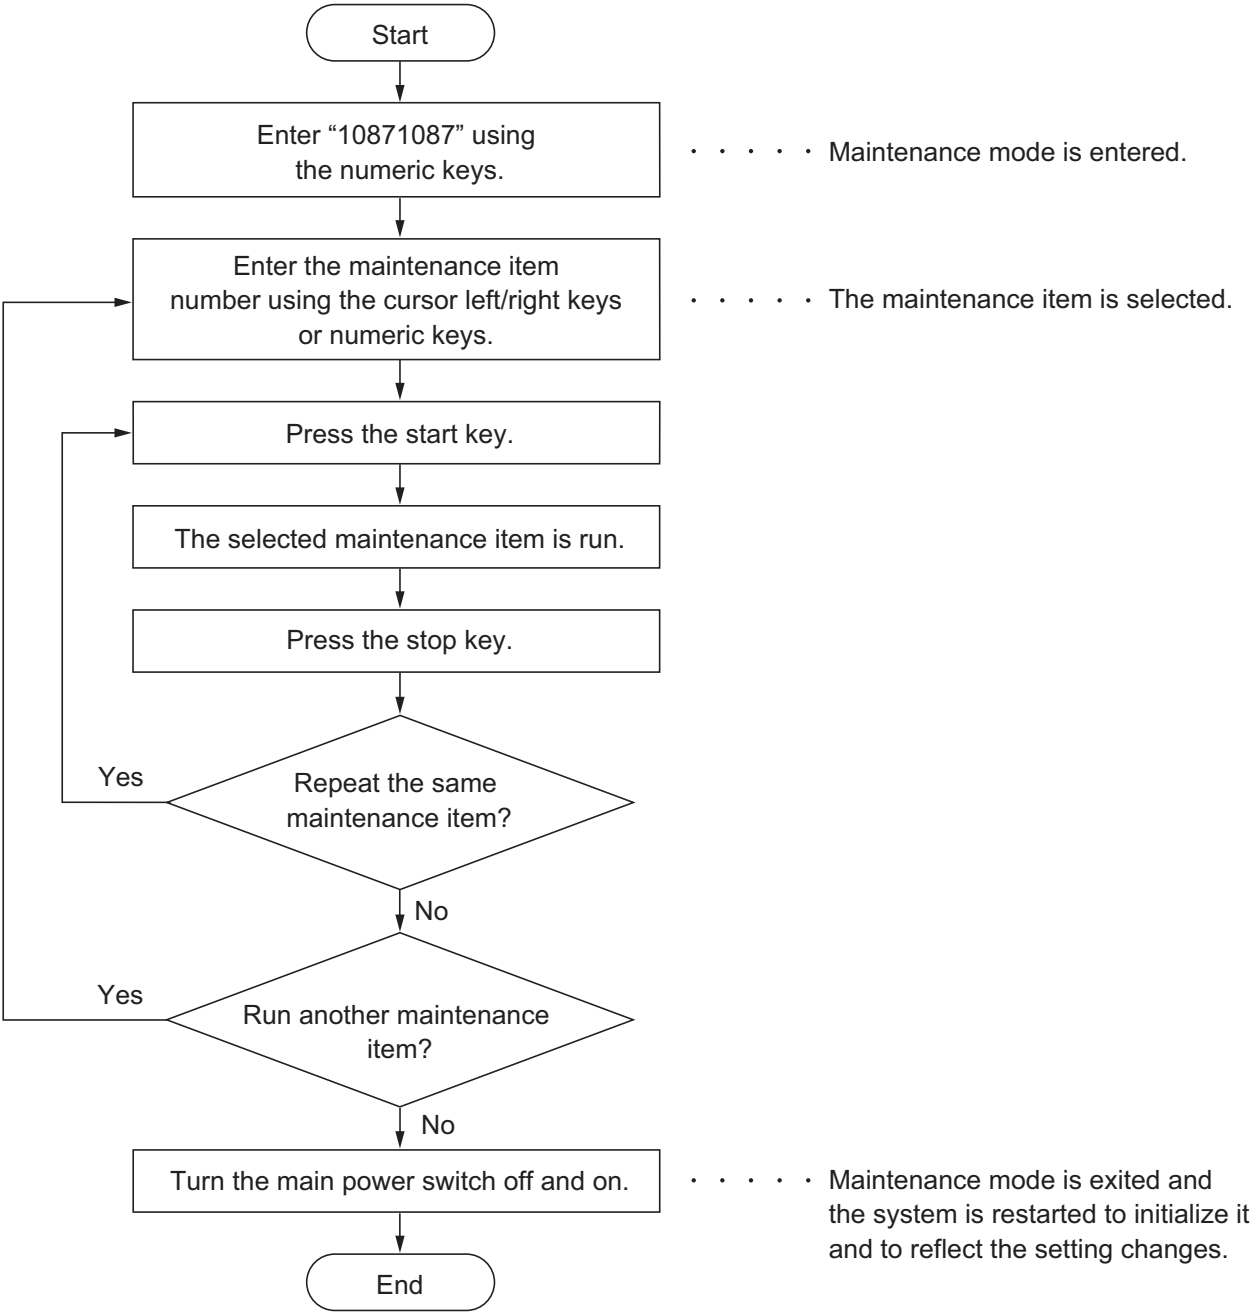 Start
Enter “10871087” using
the numeric keys.
· · · · · Maintenance mode is entered.
Enter the maintenance item
number using the cursor left/right keys
or numeric keys.
· · · · · The maintenance item is selected.
Press the start key.
The selected maintenance item is run.
Press the stop key.
Yes
Repeat the same
maintenance item?
No
Yes
Run another maintenance
item?
No
Turn the main power switch off and on.
· · · · · Maintenance mode is exited and
the system is restarted to initialize it
and to reflect the setting changes.
End